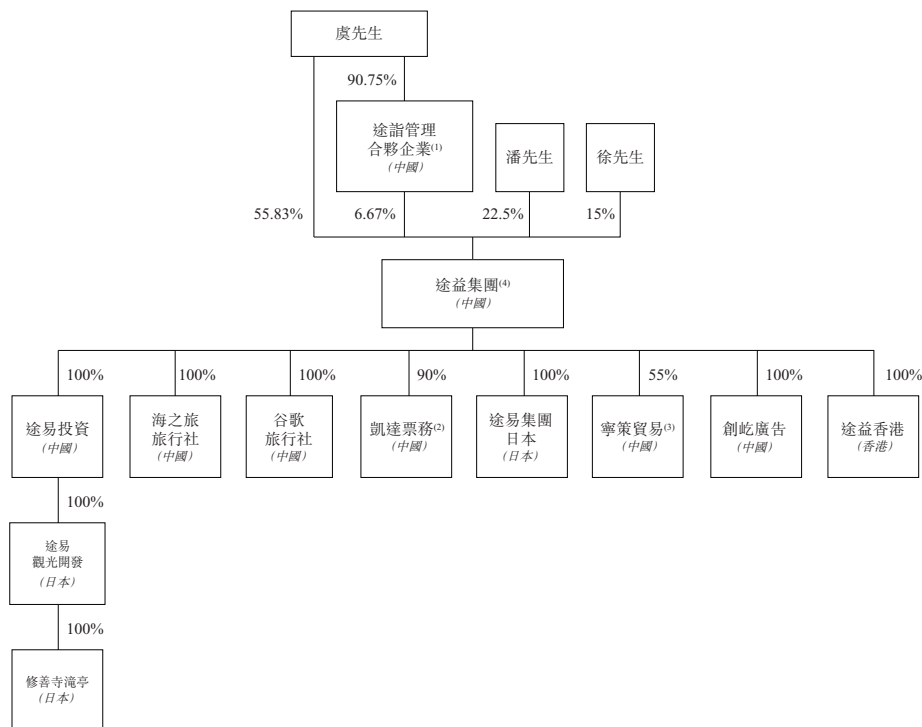 虞先生
90.75%
途詣管理
合夥企業(1)
(中國)
潘先生
徐先生
55.83%
6.67%
22.5%
15%
途益集團(4)
(中國)
100%
100%
100%
90%
100%
55%
100%
100%
途易投資
(中國)
海之旅
旅行社
(中國)
谷歌
旅行社
(中國)
凱達票務(2)
(中國)
途易集團
日本
(日本)
寧策貿易(3)
(中國)
創屹廣告
(中國)
途益香港
(香港)
100%
途易
觀光開發
(日本)
100%
修善寺滝亭
(日本)